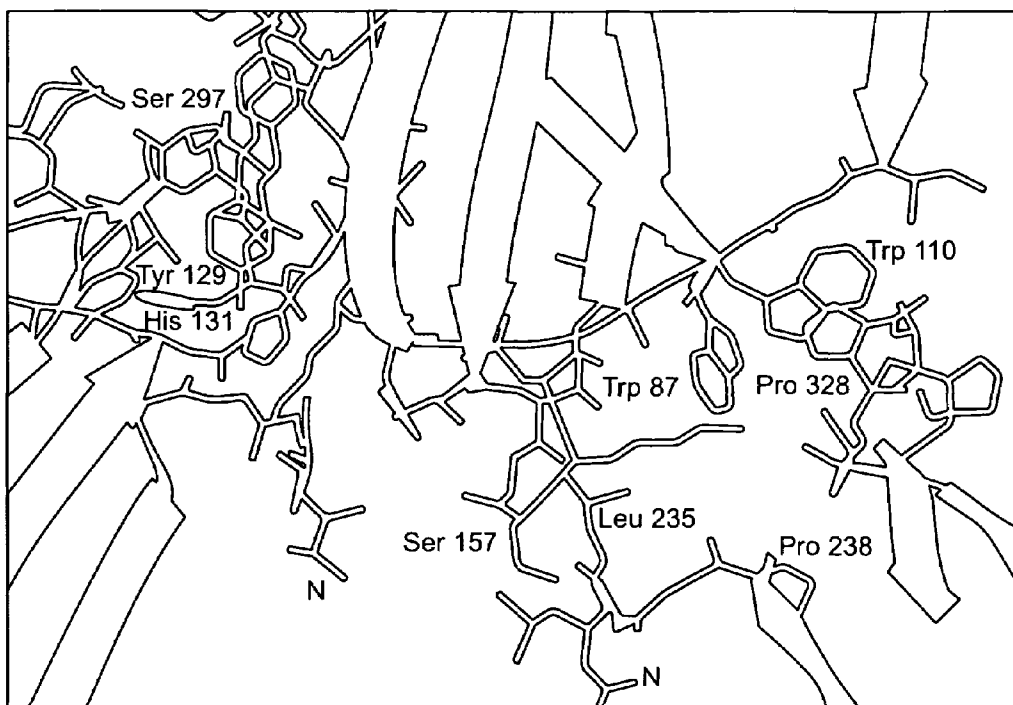 Ser 297
Trp 110
Tyr 129
His 131
Trp 87
Pro 328
Leu 235
Ser 157
Pro 238
N
N